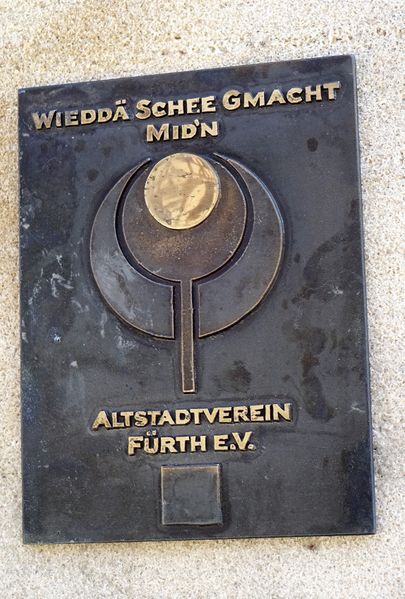 WIEDDÄ SCHEE GMACHT
MID'N
ALTSTADTVEREIN
FÜRTH E.V.